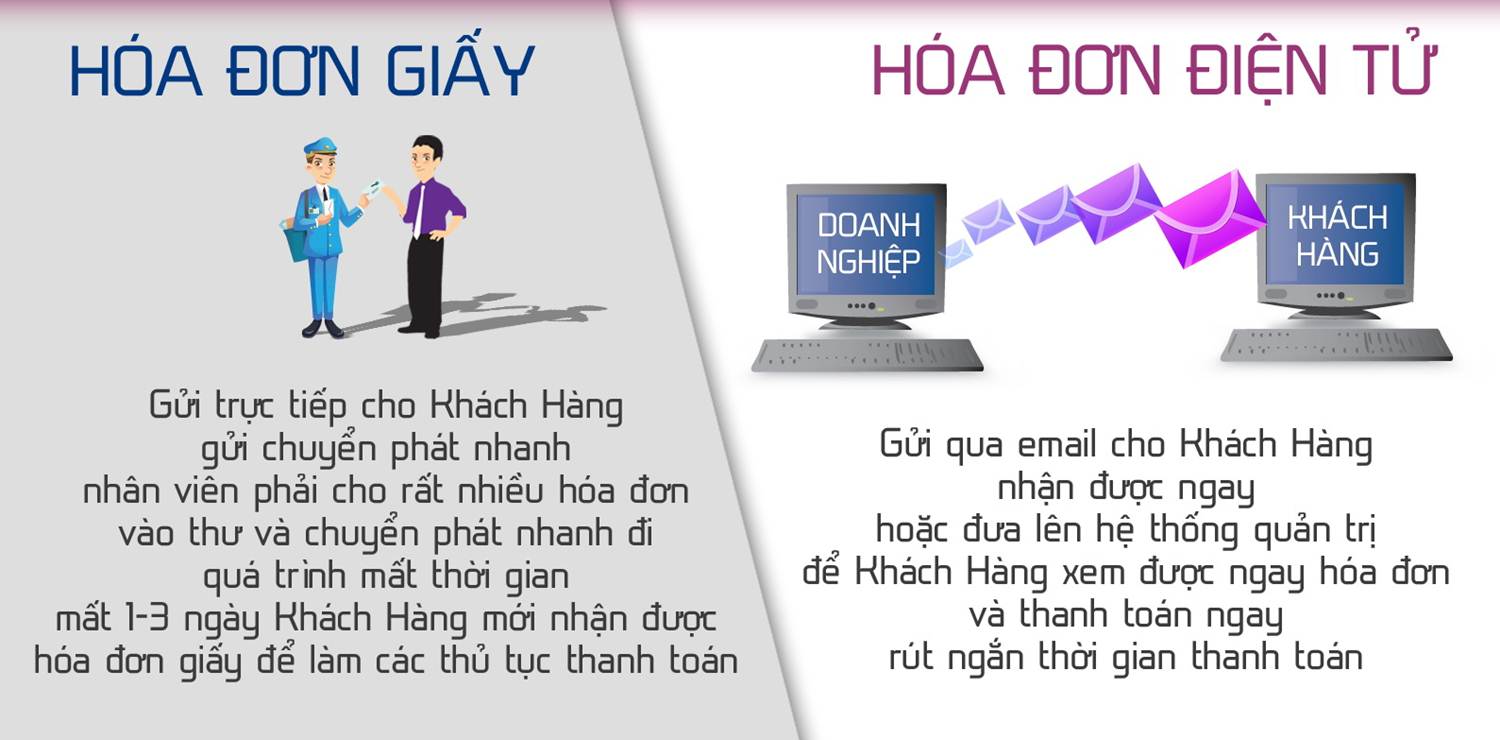 HÓA ĐƠN GIẤY
Gửi trực tiếp cho Khách Hàng
gửi chuyển phát nhanh
nhân viên phải cho rất nhiều hóa đơn
vào thư và chuyển phát nhanh đi
quá trình mất thời gian
mất 1-3 ngày Khách Hàng mới nhận được
hóa đơn giấy để làm các thủ tục thanh toán
HÓA ĐƠN ĐIỆN TỬ
DOANH
NGHIỆP
KHÁCH
HÀNG
Gửi qua email cho Khách Hàng
nhận được ngay
hoặc đưa lên hệ thống quản trị
để Khách Hàng xem được ngay hóa đơn
và thanh toán ngay
rút ngắn thời gian thanh toán